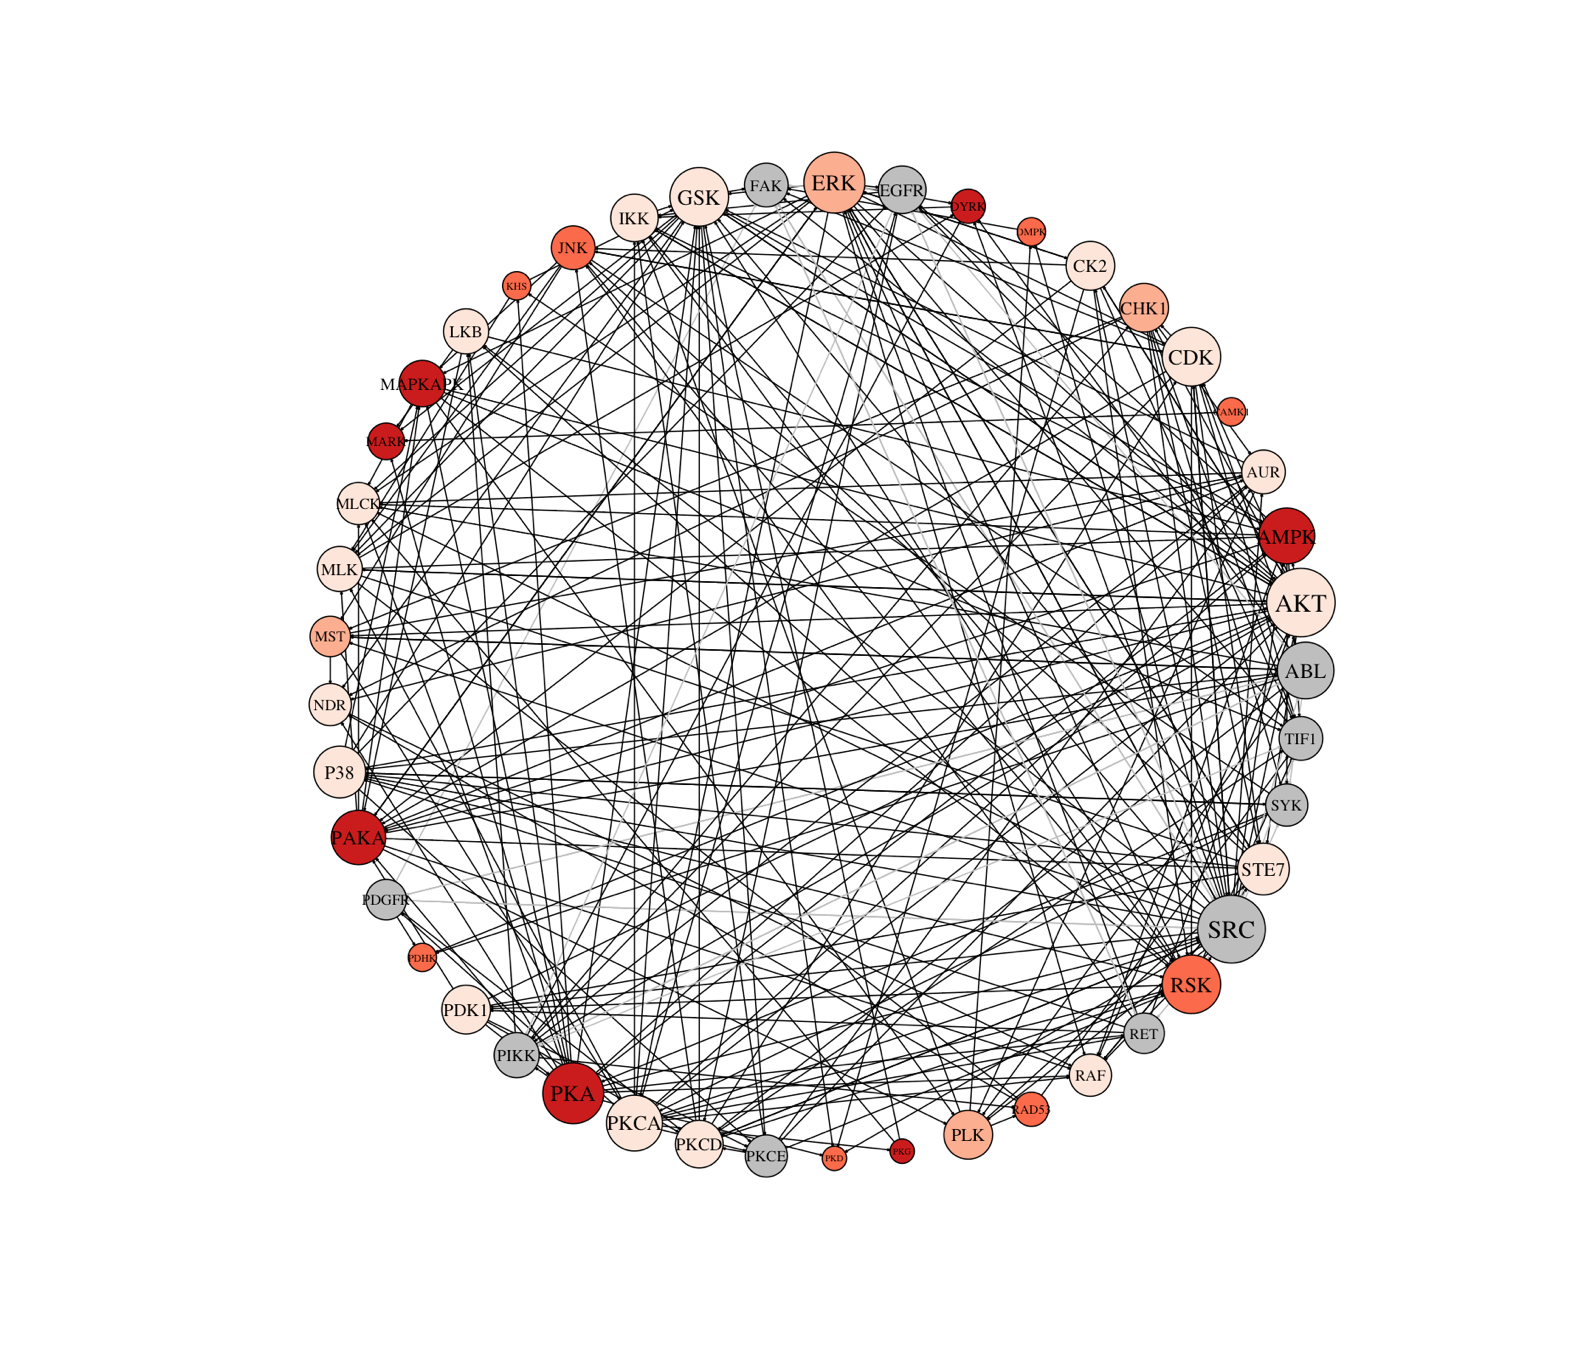 FAK
ERK
EGFR
GSK
DYRK
IKK
DMPK
JNK
CK2
KHS
CHK1
LKB
CDK
MAPKAPK
CAMK1
MARK
AUR
MLCK
AMPK
MLK
AKT
MST
ABL
NDR
TIF1
P38
SYK
PAKA
STE7
PDGFR
SRC
PDHK
RSK
PDK1
RET
PIKK
RAF
PKA
RAD53
PKCA
PLK
PKCD
PKG
PKCE
PKD